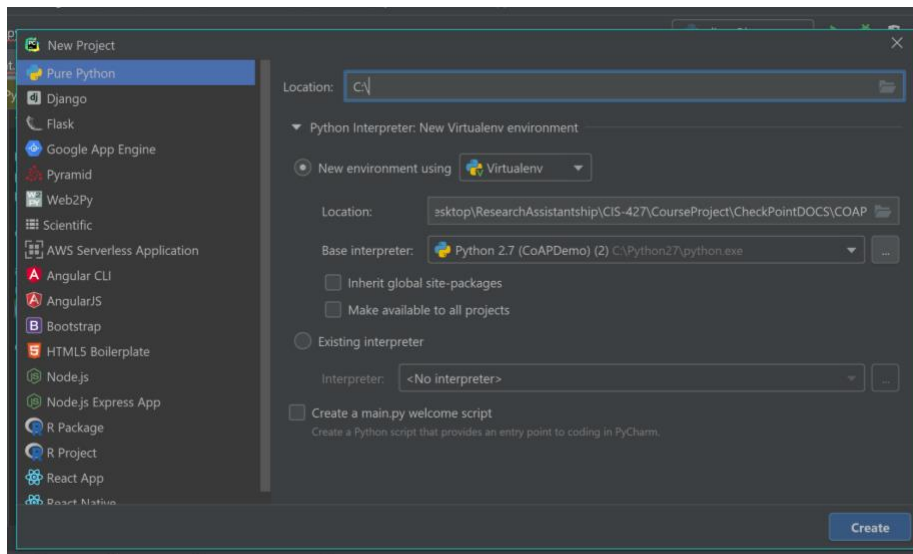 New Project
Pure Python
Django
Flask
Google App Engine
Pyramid
Web2Py
Scientific
AWS Serverless Application
Angular CLI
AngularJS
Bootstrap
HTML5 Boilerplate
Node.js
Node.js Express App
R Package
R Project
React App
React Native
Location: C:\
Python Interpreter: New Virtualenv environment
New environment using Virtualenv
Location: esktop\ResearchAssistantship\CIS-427\CourseProject\CheckPointDOCS\COAP
Base interpreter: Python 2.7 (CoAPDemo) (2) C:\Python27\python.exe ...
Inherit global site-packages
Make available to all projects
Existing interpreter
Interpreter: <No interpreter> ...
Create a main.py welcome script
Create a Python script that provides an entry point to coding in PyCharm.
Create